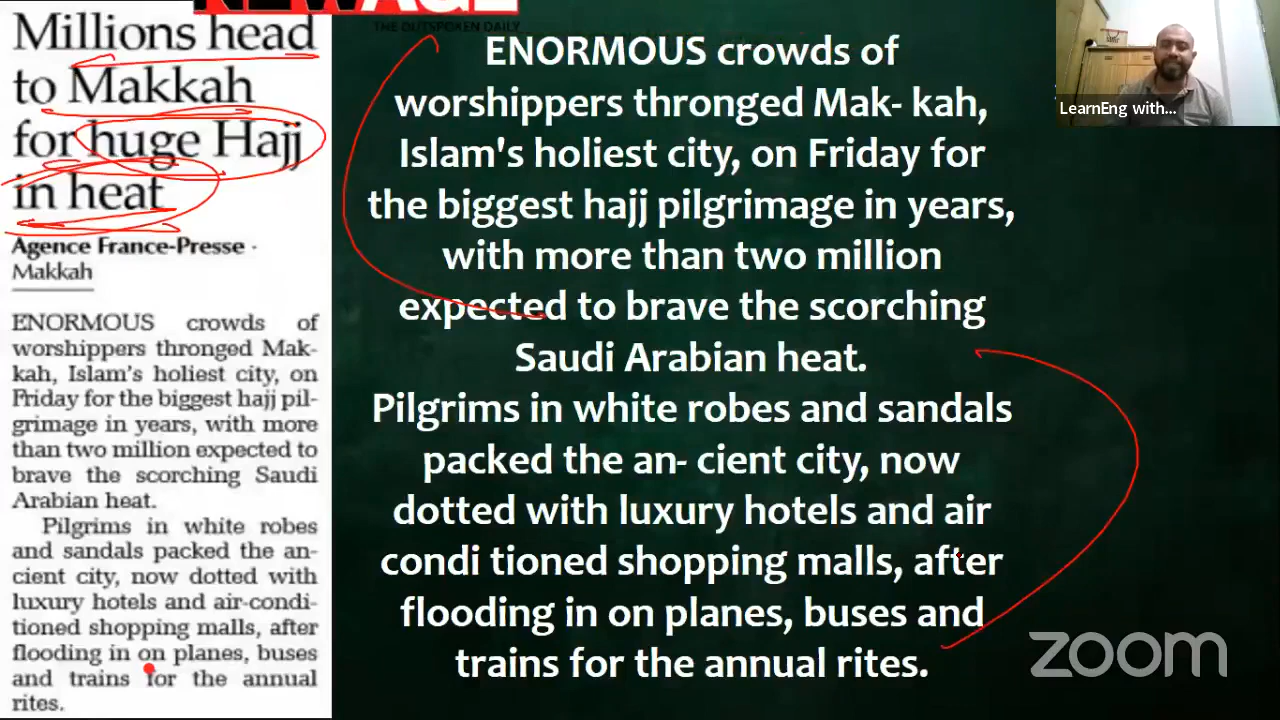 NEWAGE
THE OUTSPOKEN DAILY
Millions head
to Makkah
for huge Hajj
in heat
Agence France-Presse ·
Makkah
ENORMOUS crowds of
worshippers thronged Mak-
kah, Islam's holiest city, on
Friday for the biggest hajj pil-
grimage in years, with more
than two million expected to
brave the scorching Saudi
Arabian heat.
Pilgrims in white robes
and sandals packed the an-
cient city, now dotted with
luxury hotels and air-condi-
tioned shopping malls, after
flooding in on planes, buses
and trains for the annual
rites.
ENORMOUS crowds of
worshippers thronged Mak- kah,
Islam's holiest city, on Friday for
the biggest hajj pilgrimage in years,
with more than two million
expected to brave the scorching
Saudi Arabian heat.
Pilgrims in white robes and sandals
packed the an- cient city, now
dotted with luxury hotels and air
condi tioned shopping malls, after
flooding in on planes, buses and
trains for the annual rites.
LearnEng with...
zoom